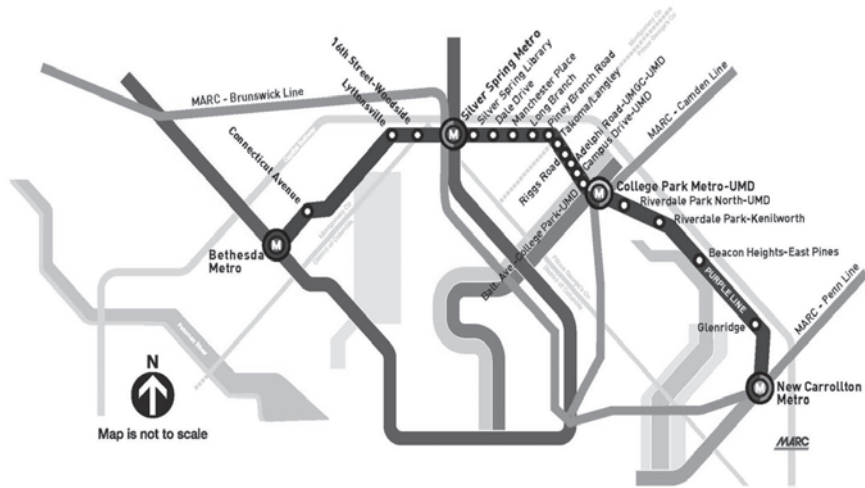 16th Street-Woodside
Lyttonsville
Silver Spring Metro
Silver Spring Library
Dale Drive
Manchester Place
Long Branch
Piney Branch Road
Takoma/Langley
Riggs Road
Adelphi Road-UMGC-UMD
Campus Drive-UMD
MARC - Camden Line
MARC - Brunswick Line
Connecticut Avenue
M
M
M
M
College Park Metro-UMD
Riverdale Park North-UMD
Riverdale Park-Kenilworth
Balt. Ave.-College Park-UMD
Bethesda
Metro
Beacon Heights-East Pines
PURPLE LINE
Glenridge
MARC - Penn Line
New Carrollton
Metro
N
Map is not to scale
MARC